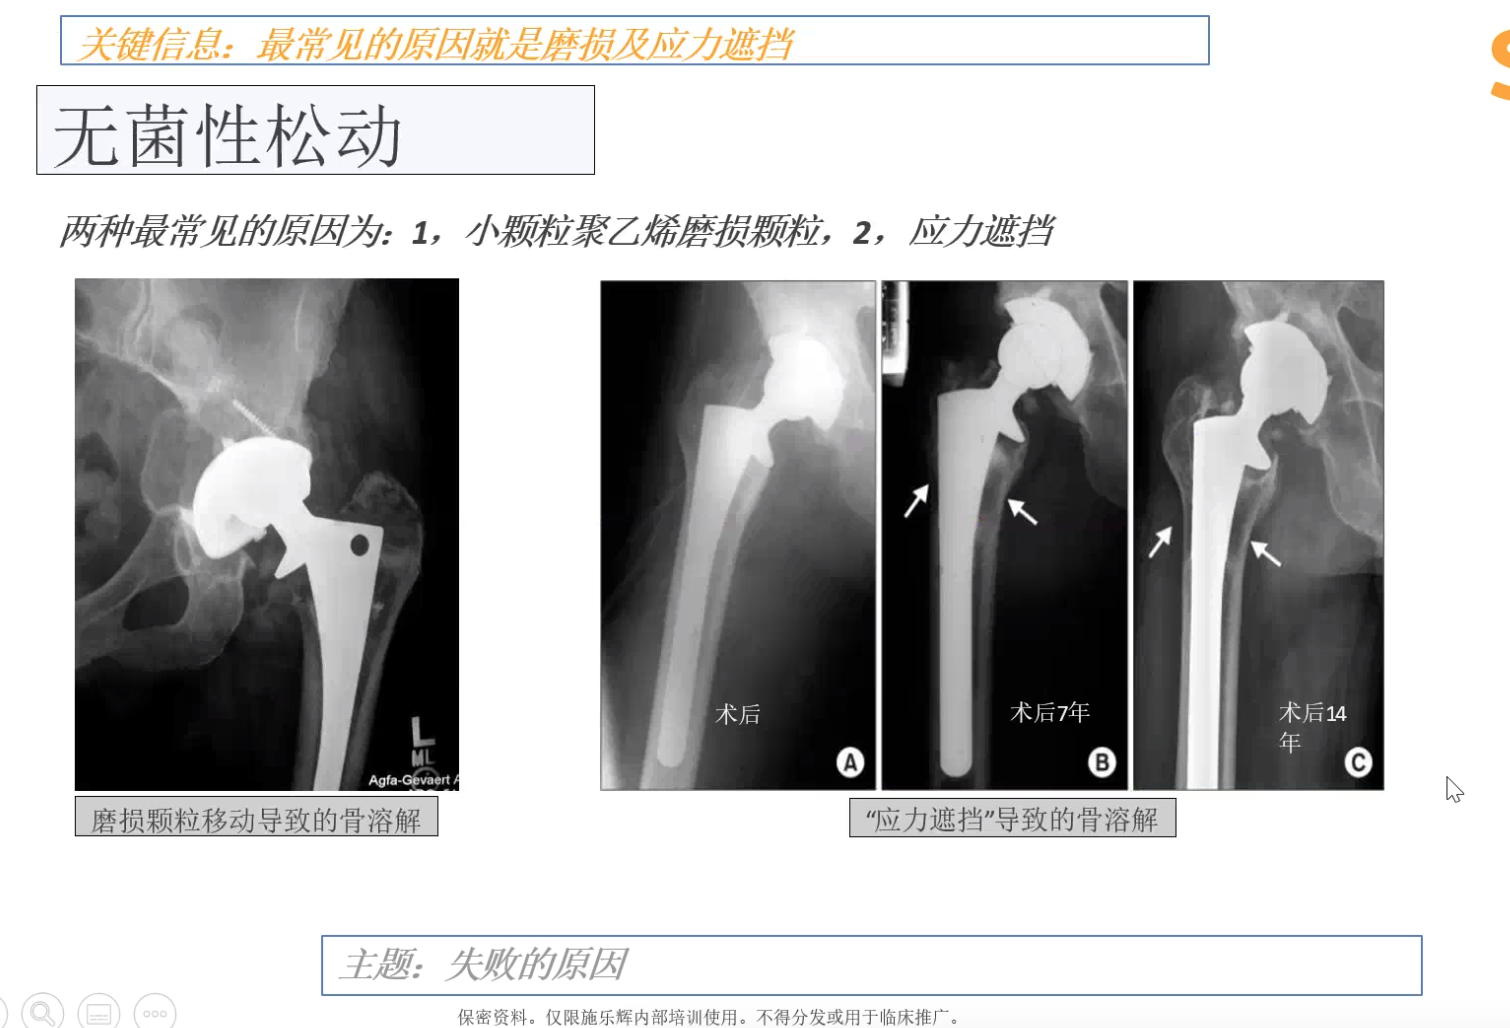 关键信息：最常见的原因就是磨损及应力遮挡
无菌性松动
两种最常见的原因为：1，小颗粒聚乙烯磨损颗粒，2，应力遮挡
L
ML
Agfa-Gevaert A
术后
A
术后7年
B
术后14
年
C
磨损颗粒移动导致的骨溶解
“应力遮挡”导致的骨溶解
主题：失败的原因
保密资料。仅限施乐辉内部培训使用。不得分发或用于临床推广。